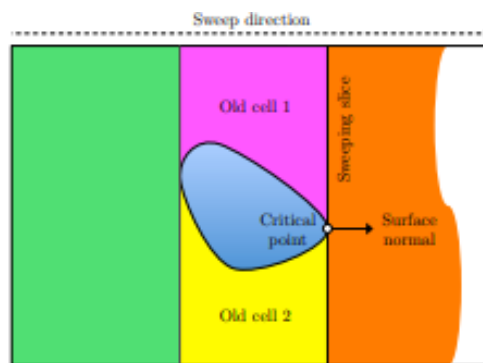 Sweep direction
Old cell 1
Sweeping slice
Critical
point
Surface
normal
Old cell 2